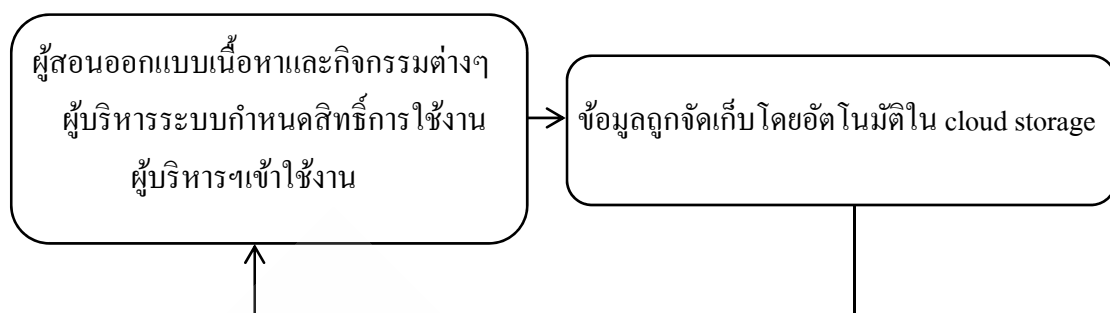 ผู้สอนออกแบบเนื้อหาและกิจกรรมต่างๆ
ผู้บริหารระบบกำหนดสิทธิ์การใช้งาน
ผู้บริหารฯเข้าใช้งาน
ข้อมูลถูกจัดเก็บโดยอัตโนมัติใน cloud storage